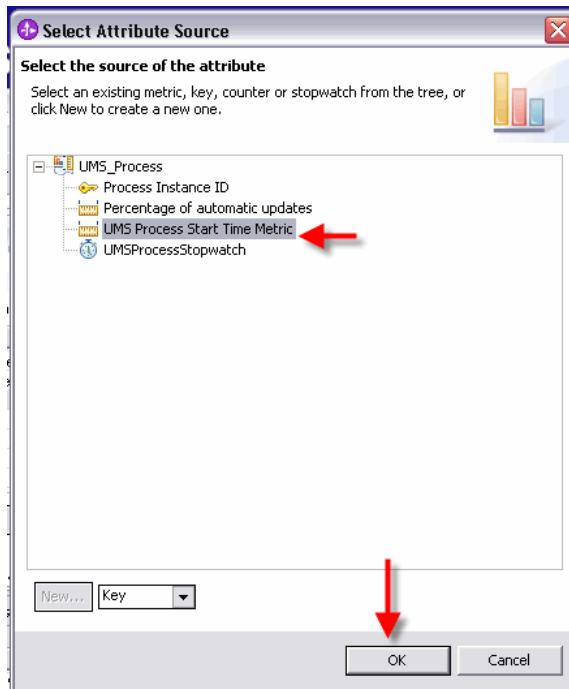 Select Attribute Source
Select the source of the attribute
Select an existing metric, key, counter or stopwatch from the tree, or
click New to create a new one.
UMS_Process
Process Instance ID
Percentage of automatic updates
UMS Process Start Time Metric
UMSProcessStopwatch
New... Key
OK Cancel